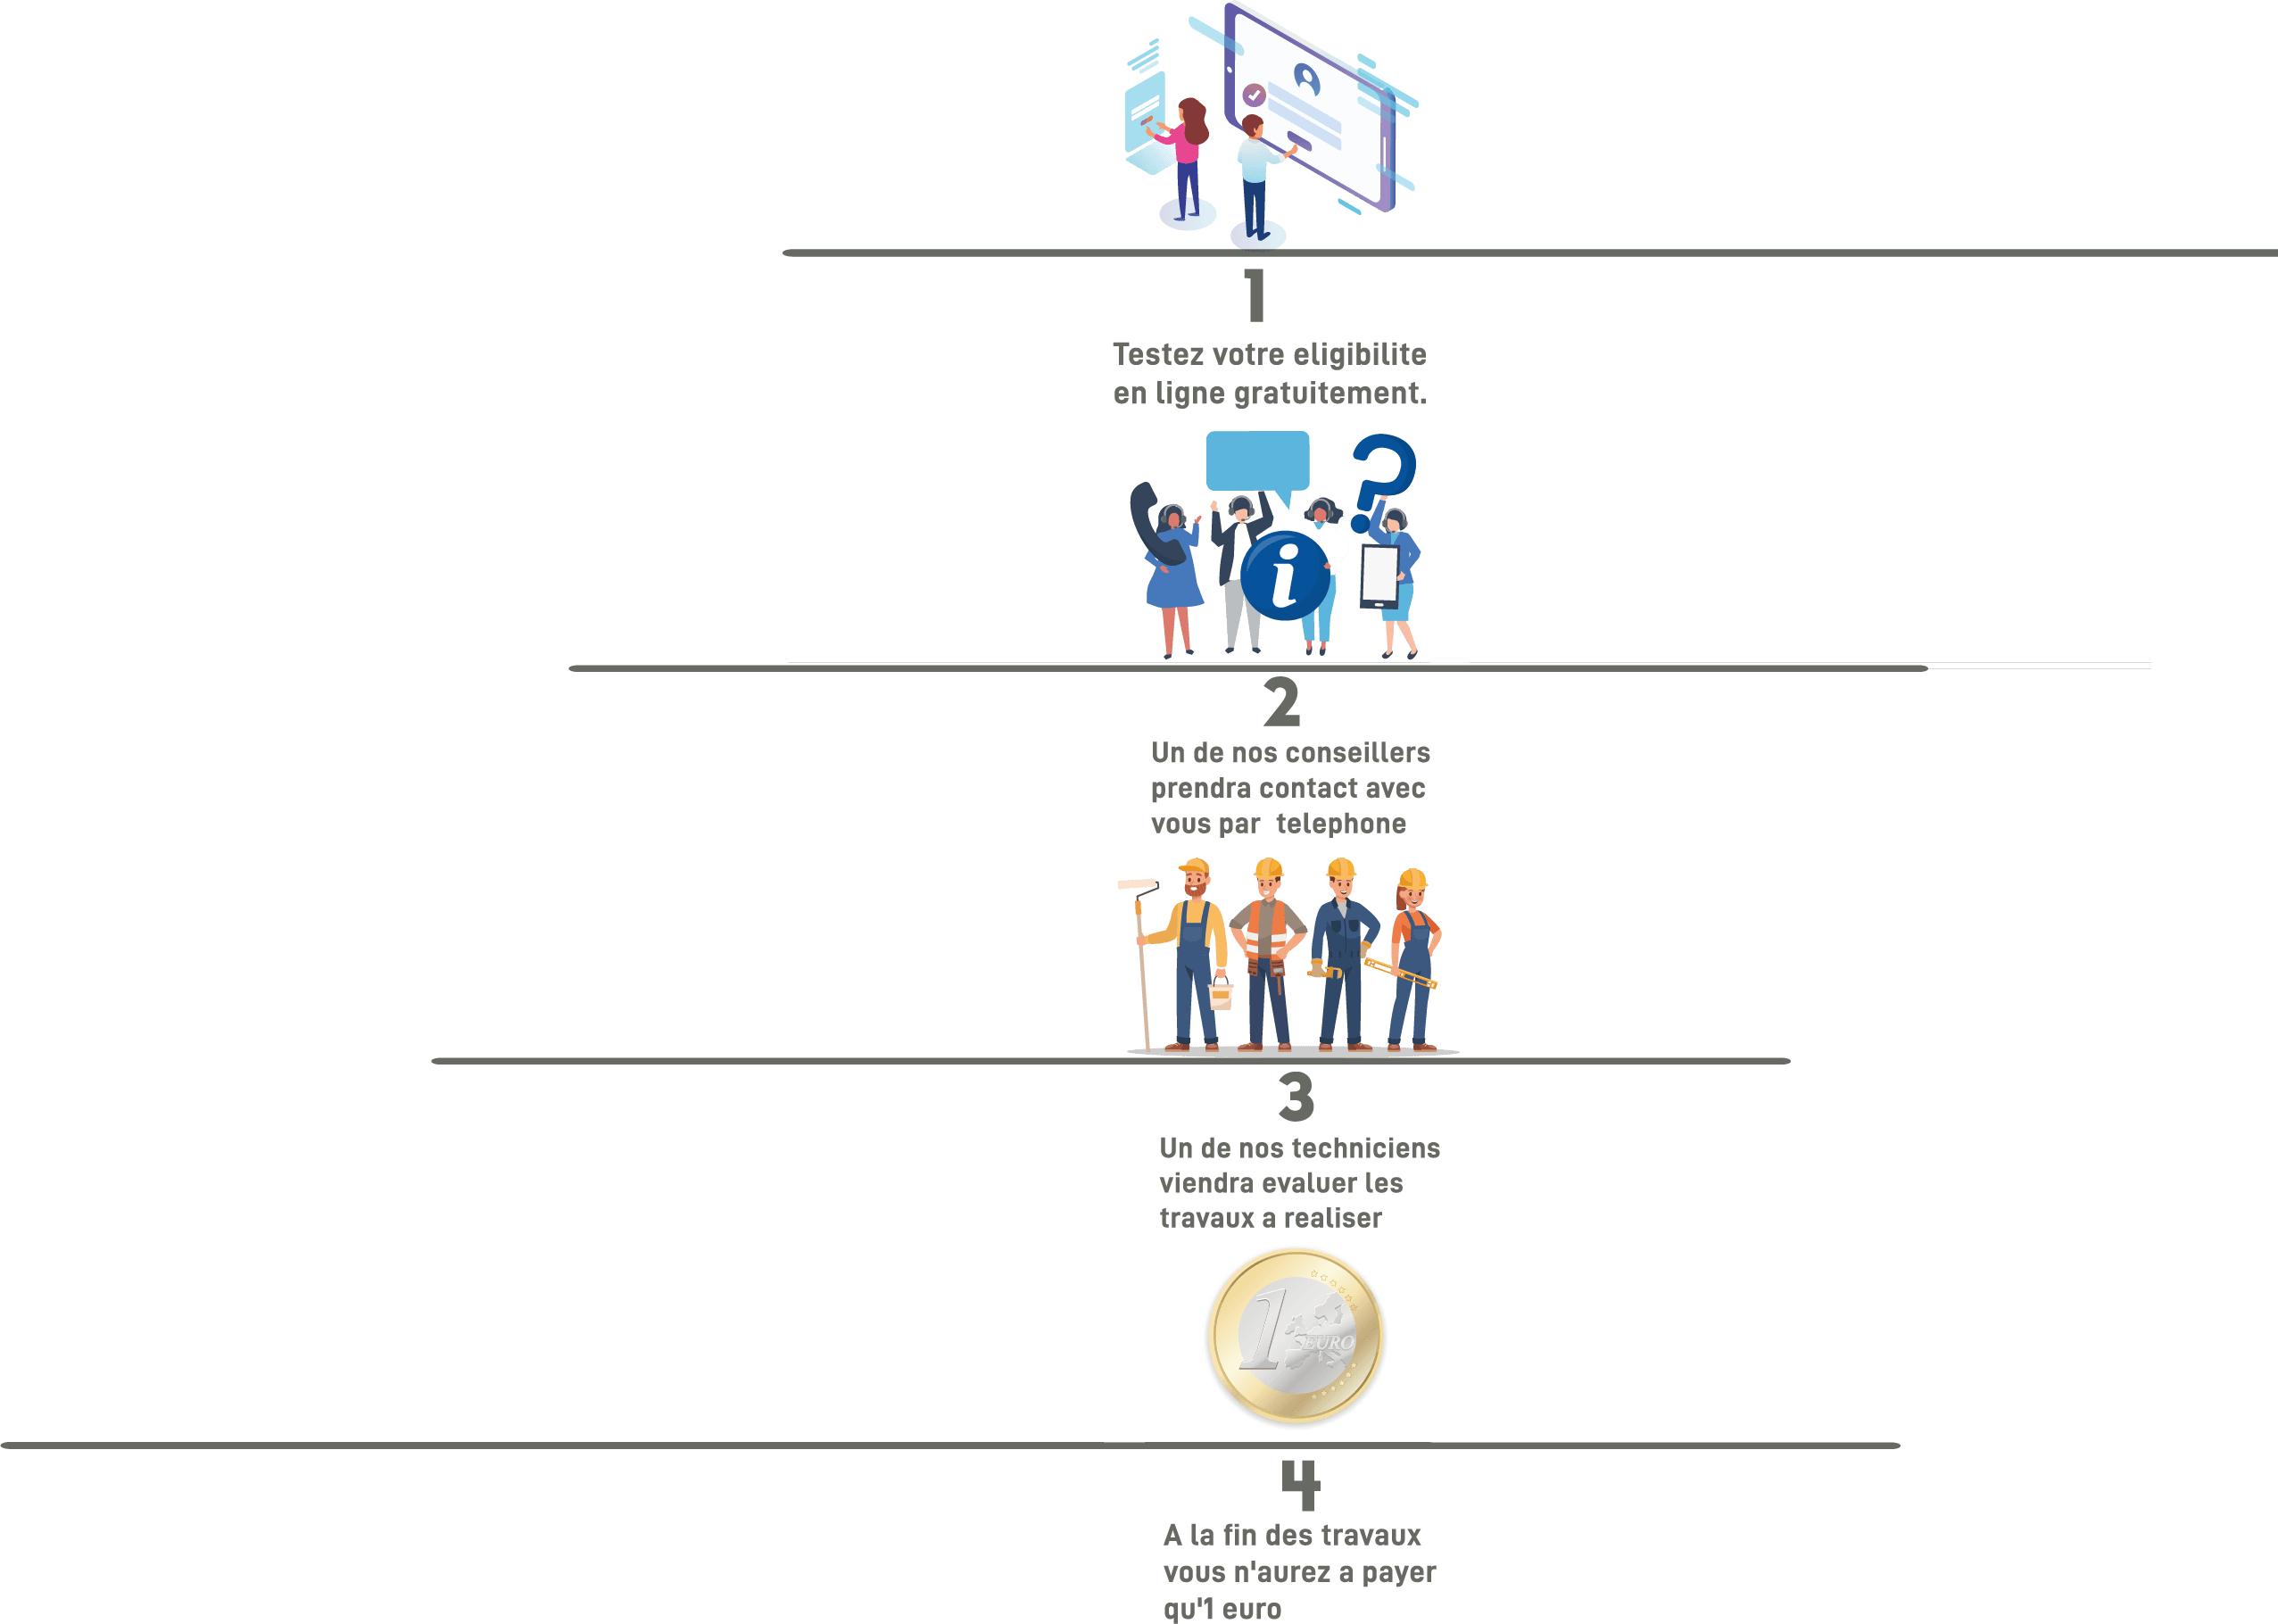 1
Testez votre eligibilite
en ligne gratuitement.
i
?
2
Un de nos conseillers
prendra contact avec
vous par telephone
3
Un de nos techniciens
viendra evaluer les
travaux a realiser
1
EURO
4
A la fin des travaux
vous n'aurez a payer
qu'1 euro